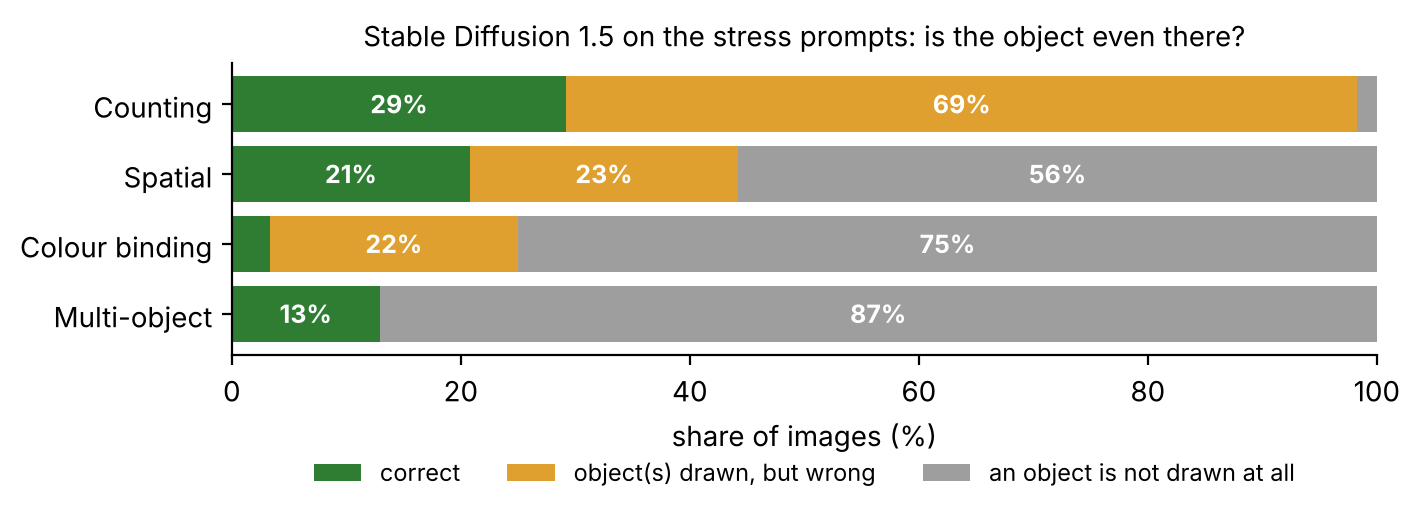 Stable Diffusion 1.5 on the stress prompts: is the object even there?
Counting 29% 69%
Spatial 21% 23% 56%
Colour binding 22% 75%
Multi-object 13% 87%
0 20 40 60 80 100
share of images (%)
correct object(s) drawn, but wrong an object is not drawn at all